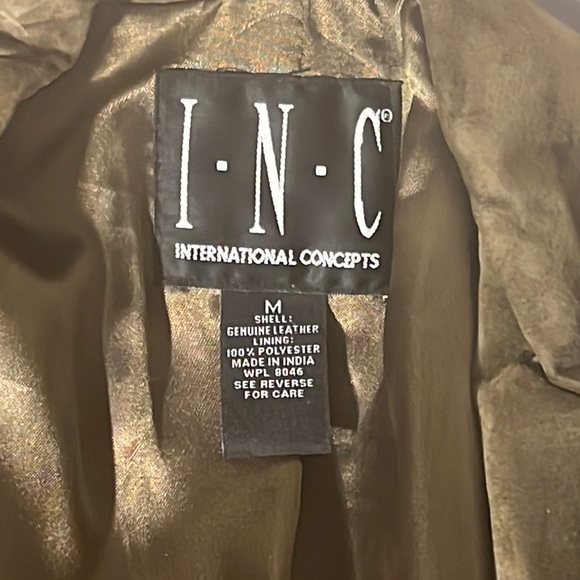 I·N·C®
INTERNATIONAL CONCEPTS
M
SHELL:
GENUINE LEATHER
LINING:
100% POLYESTER
MADE IN INDIA
WPL 8046
SEE REVERSE
FOR CARE